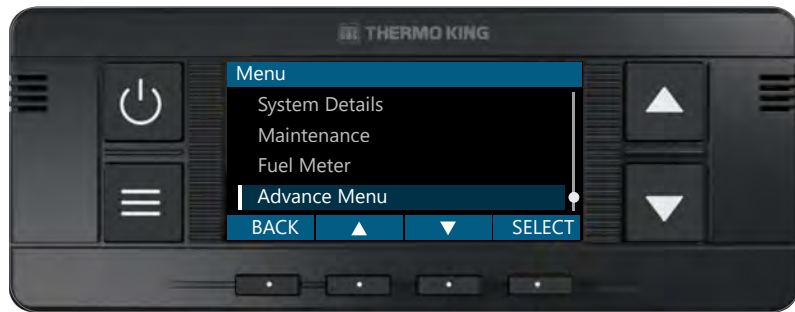 THERMO KING
Menu
System Details
Maintenance
Fuel Meter
Advance Menu
BACK ▲ ▼ SELECT